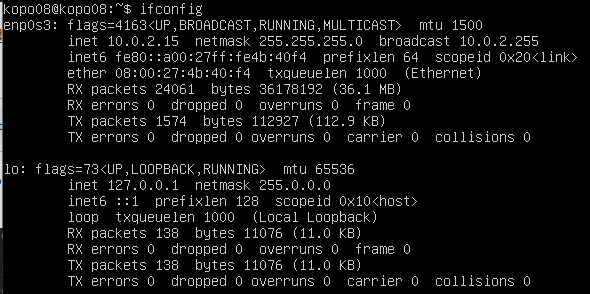 kopo08@kopo08:~$ ifconfig
enp0s3: flags=4163<UP,BROADCAST,RUNNING,MULTICAST>  mtu 1500
        inet 10.0.2.15  netmask 255.255.255.0  broadcast 10.0.2.255
        inet6 fe80::a00:27ff:fe4b:40f4  prefixlen 64  scopeid 0x20<link>
        ether 08:00:27:4b:40:f4  txqueuelen 1000  (Ethernet)
        RX packets 24061  bytes 36178192 (36.1 MB)
        RX errors 0  dropped 0  overruns 0  frame 0
        TX packets 1574  bytes 112927 (112.9 KB)
        TX errors 0  dropped 0 overruns 0  carrier 0  collisions 0

lo: flags=73<UP,LOOPBACK,RUNNING>  mtu 65536
        inet 127.0.0.1  netmask 255.0.0.0
        inet6 ::1  prefixlen 128  scopeid 0x10<host>
        loop  txqueuelen 1000  (Local Loopback)
        RX packets 138  bytes 11076 (11.0 KB)
        RX errors 0  dropped 0  overruns 0  frame 0
        TX packets 138  bytes 11076 (11.0 KB)
        TX errors 0  dropped 0 overruns 0  carrier 0  collisions 0